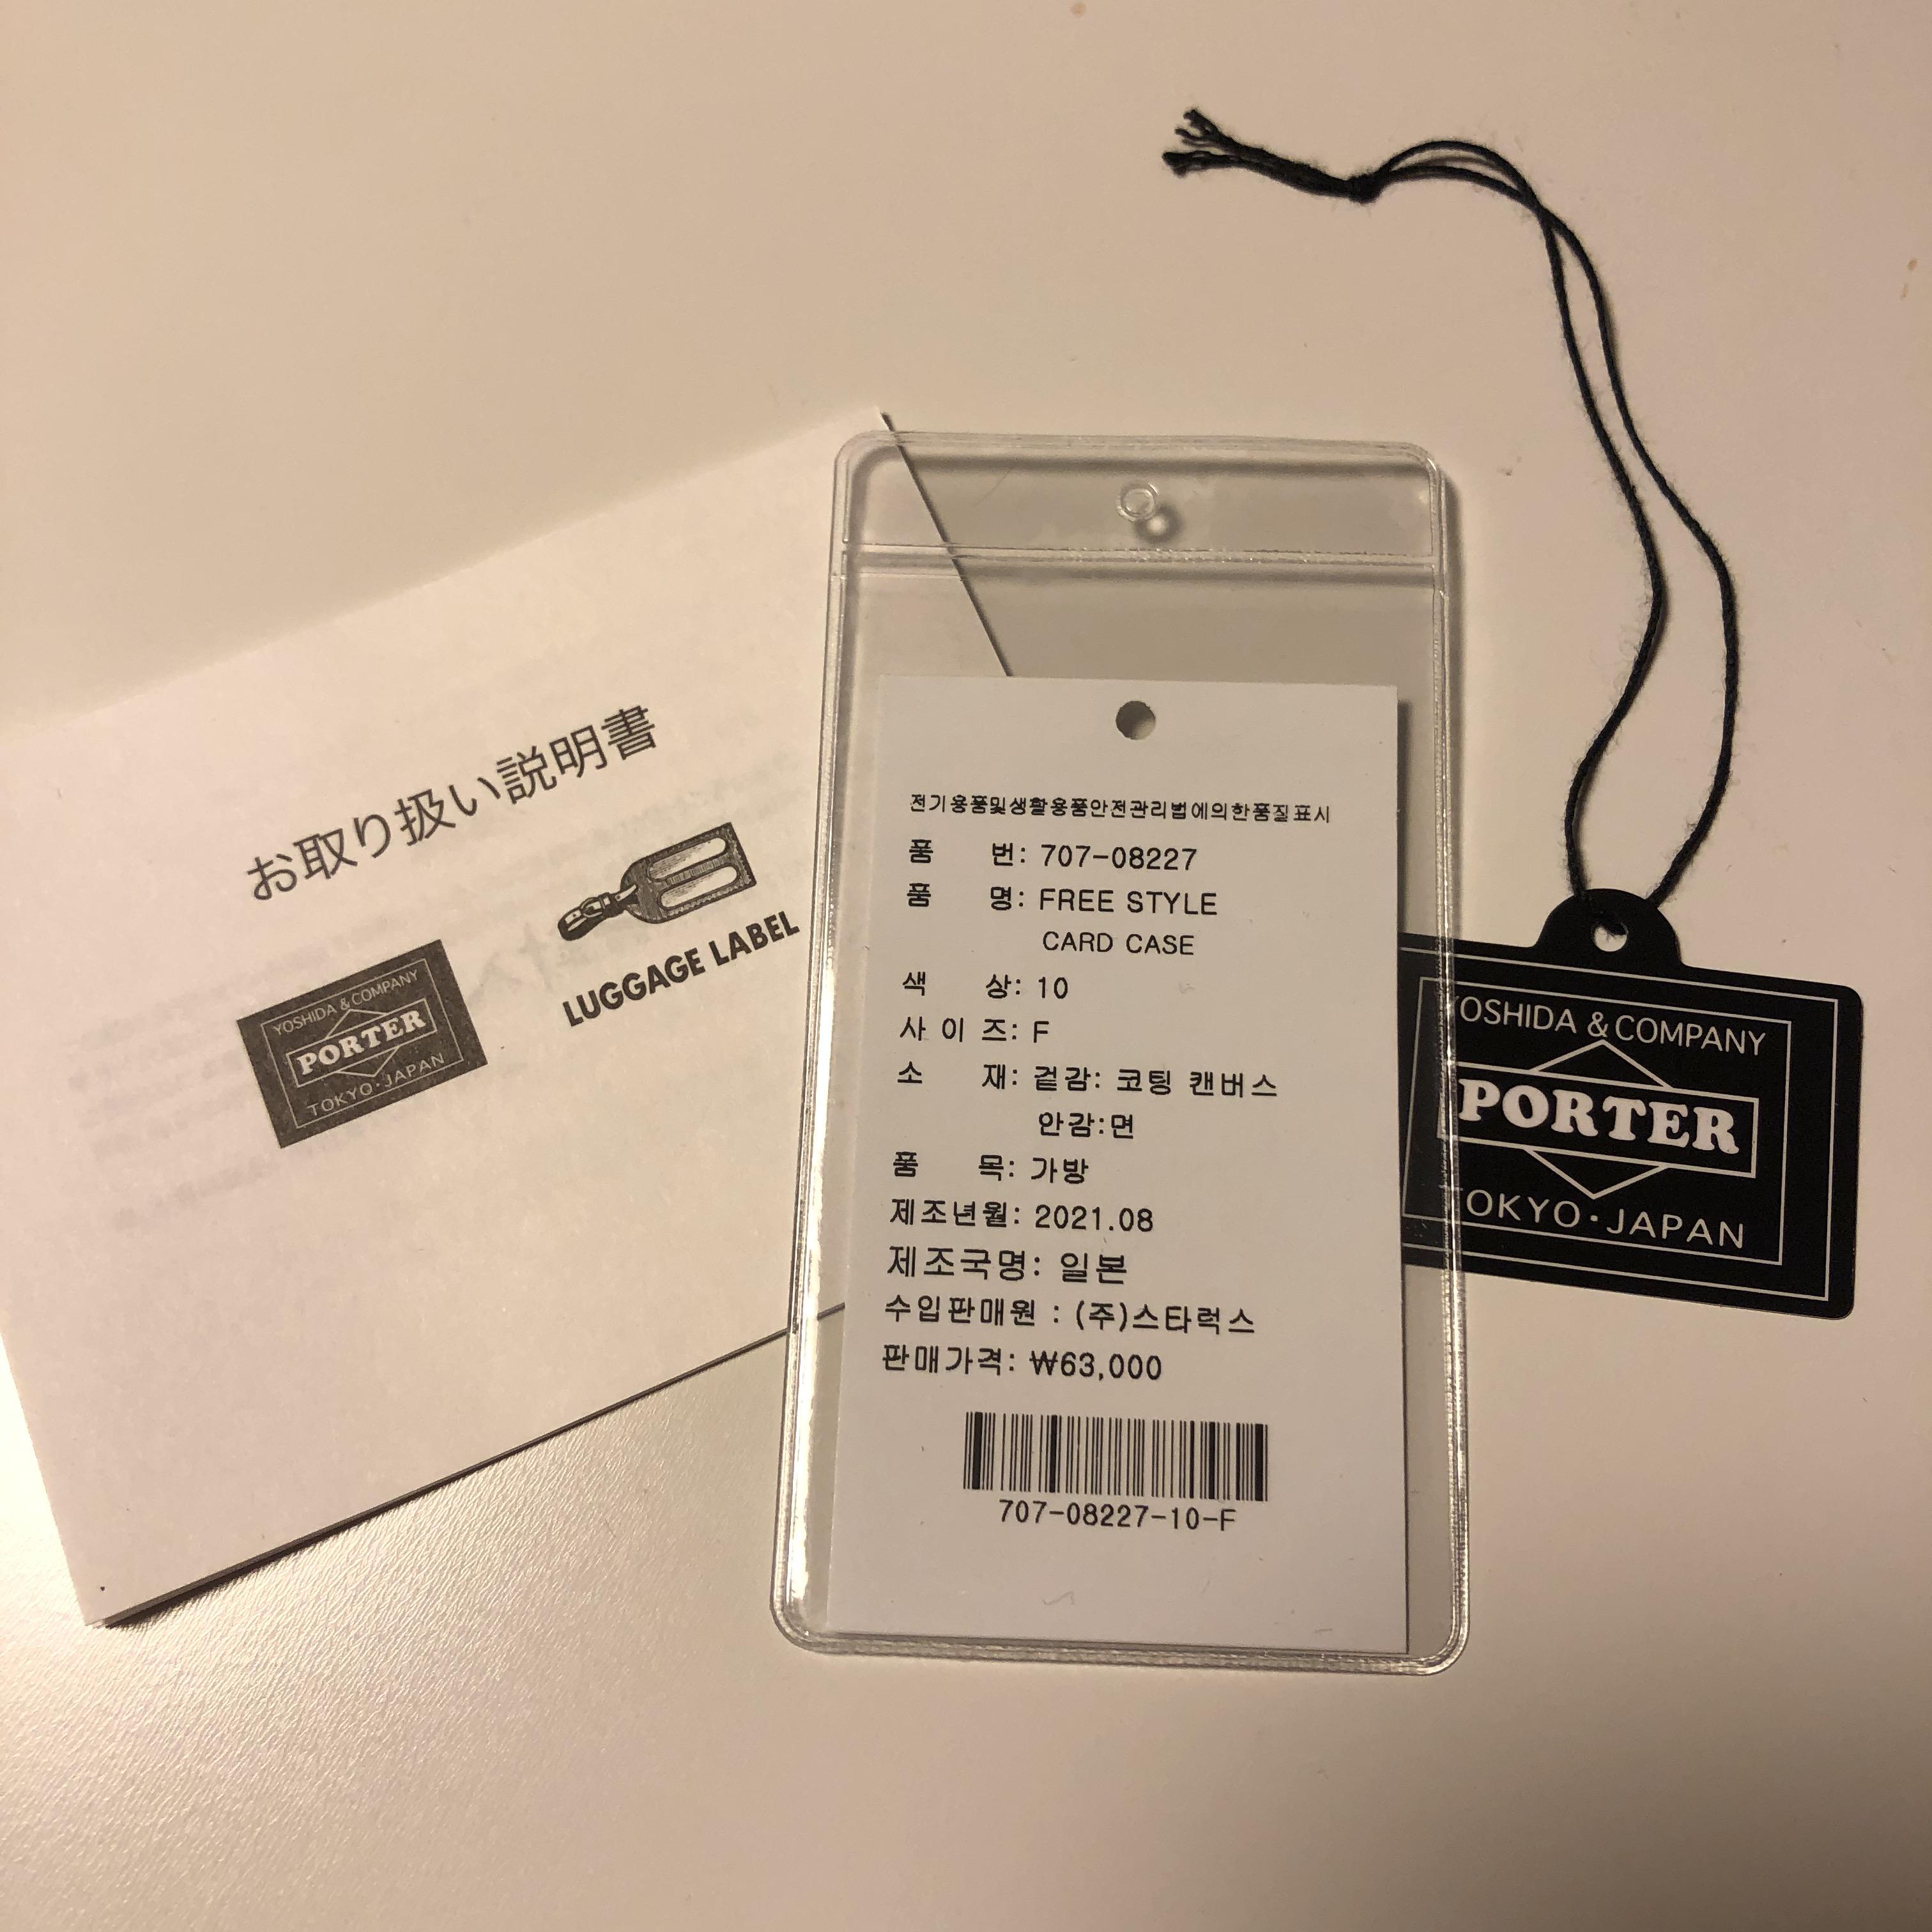 お取り扱い説明書
YOSHIDA & COMPANY
PORTER
TOKYO・JAPAN
LUGGAGE LABEL
전기용품및생활용품안전관리법에의한품질표시
품 번: 707-08227
품 명: FREE STYLE
CARD CASE
색 상: 10
사 이 즈: F
소 재: 겉감: 코팅 캔버스
안감:면
품 목: 가방
제조년월: 2021.08
제조국명: 일본
수입판매원 : (주)스타럭스
판매가격: ₩63,000
707-08227-10-F
YOSHIDA & COMPANY
PORTER
TOKYO・JAPAN